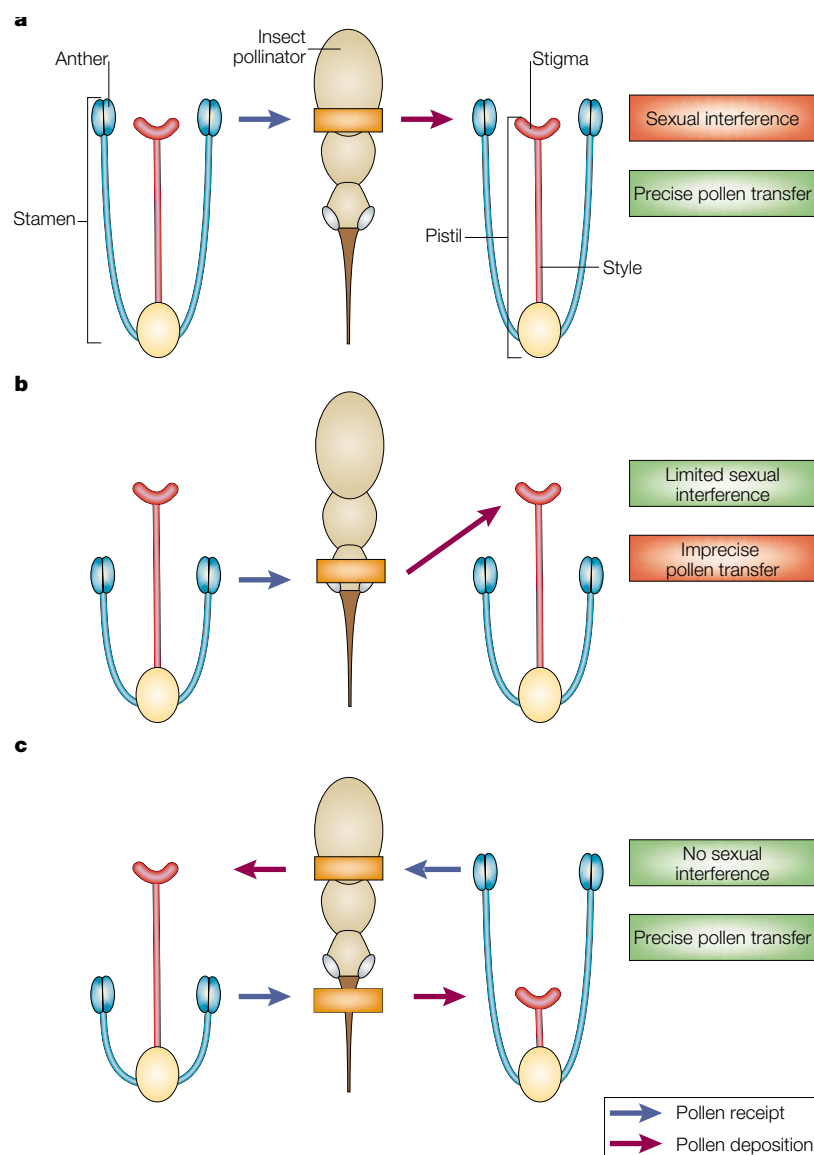 a
Anther
Insect
pollinator
Stigma
Sexual interference
Precise pollen transfer
Stamen
Pistil
Style
b
Limited sexual
interference
Imprecise
pollen transfer
c
No sexual
interference
Precise pollen transfer
Pollen receipt
Pollen deposition